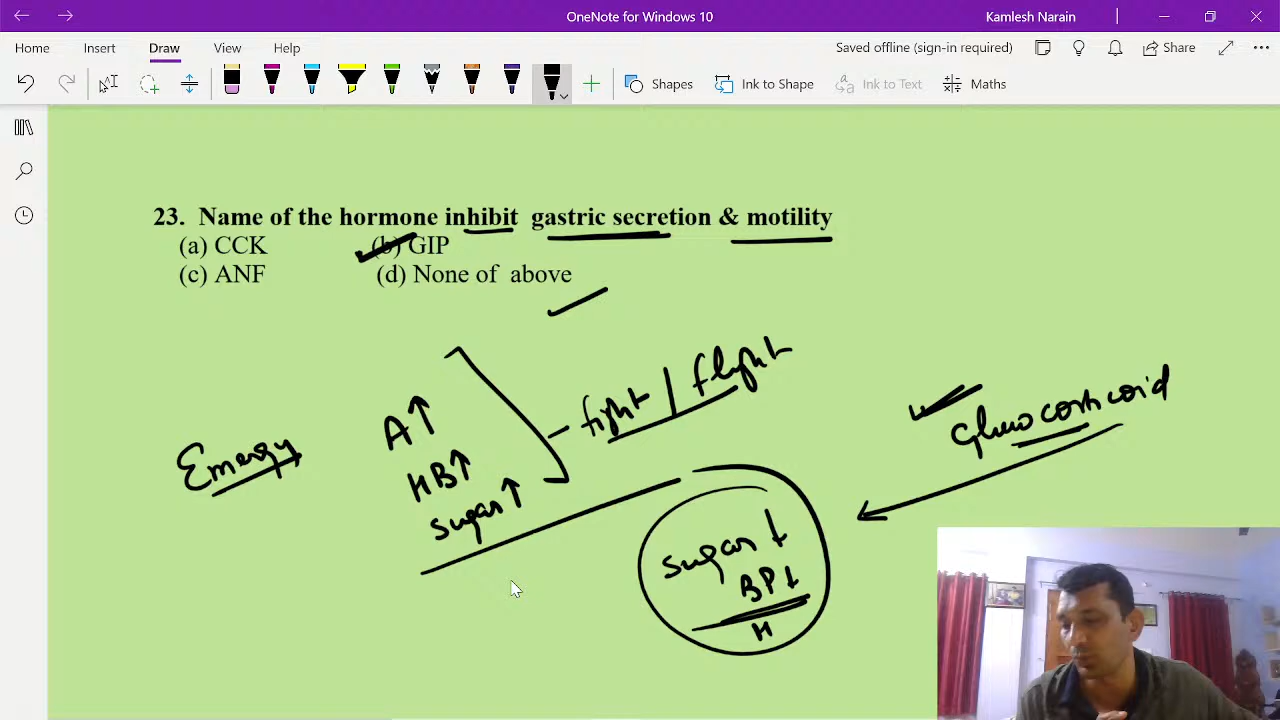 OneNote for Windows 10
Kamlesh Narain
Home Insert Draw View Help
Saved offline (sign-in required)
Share
Shapes
Ink to Shape
Ink to Text
Maths
23. Name of the hormone inhibit gastric secretion & motility
(a) CCK (b) GIP
(c) ANF (d) None of above
A↑
HB↑
Sugar↑
fight / flight
Glucocorticoid
Sugar↓
BP↓
H